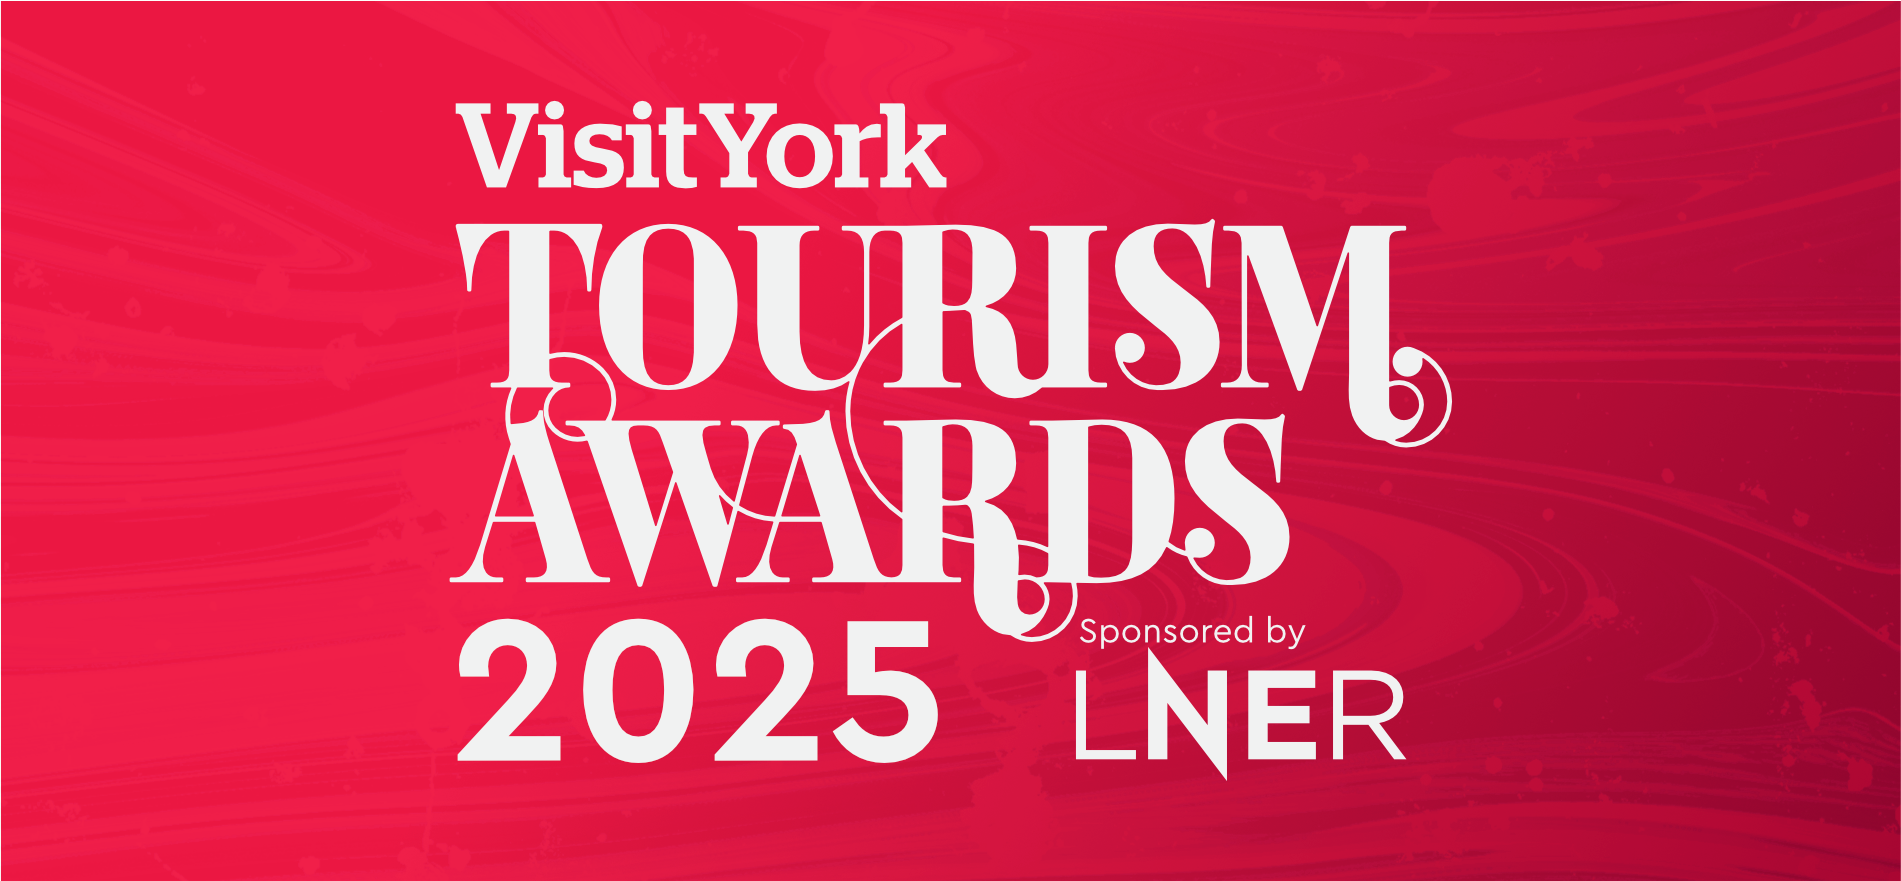 VisitYork
TOURISM
AWARDS
2025
Sponsored by
LNER